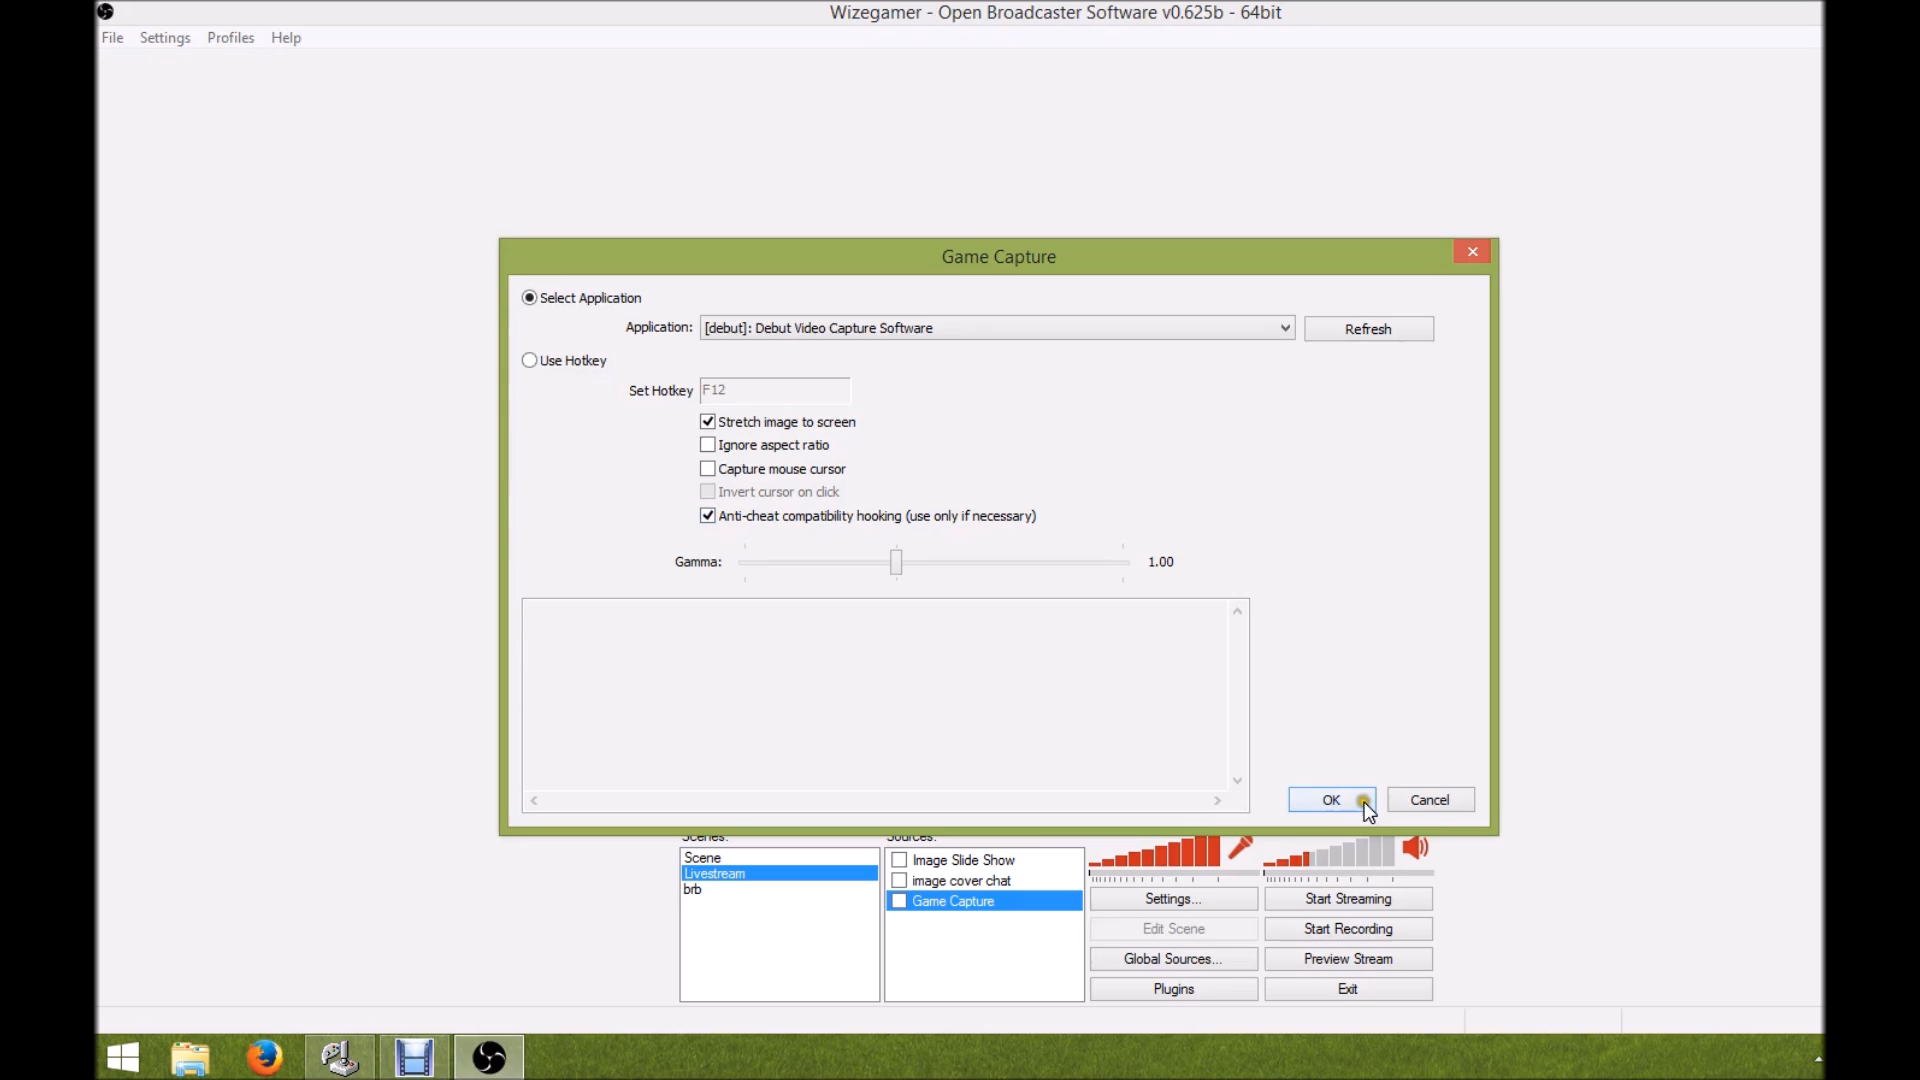 Wizegamer - Open Broadcaster Software v0.625b - 64bit
File Settings Profiles Help
Game Capture
Select Application
Application: [debut]: Debut Video Capture Software Refresh
Use Hotkey
Set Hotkey F12
Stretch image to screen
Ignore aspect ratio
Capture mouse cursor
Invert cursor on click
Anti-cheat compatibility hooking (use only if necessary)
Gamma: 1.00
OK Cancel
Scenes: Sources:
Scene
Livestream
brb
Image Slide Show
image cover chat
Game Capture
Settings... Start Streaming
Edit Scene Start Recording
Global Sources... Preview Stream
Plugins Exit